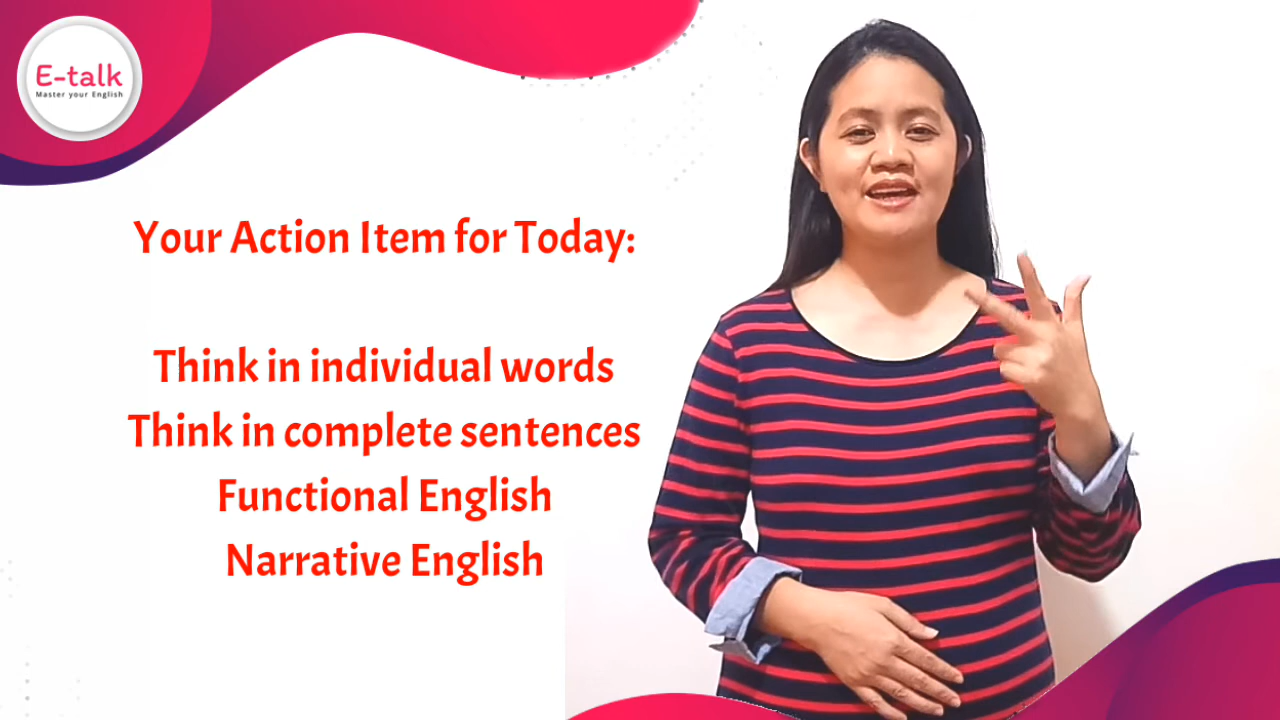 E-talk
Master your English
Your Action Item for Today:
Think in individual words
Think in complete sentences
Functional English
Narrative English